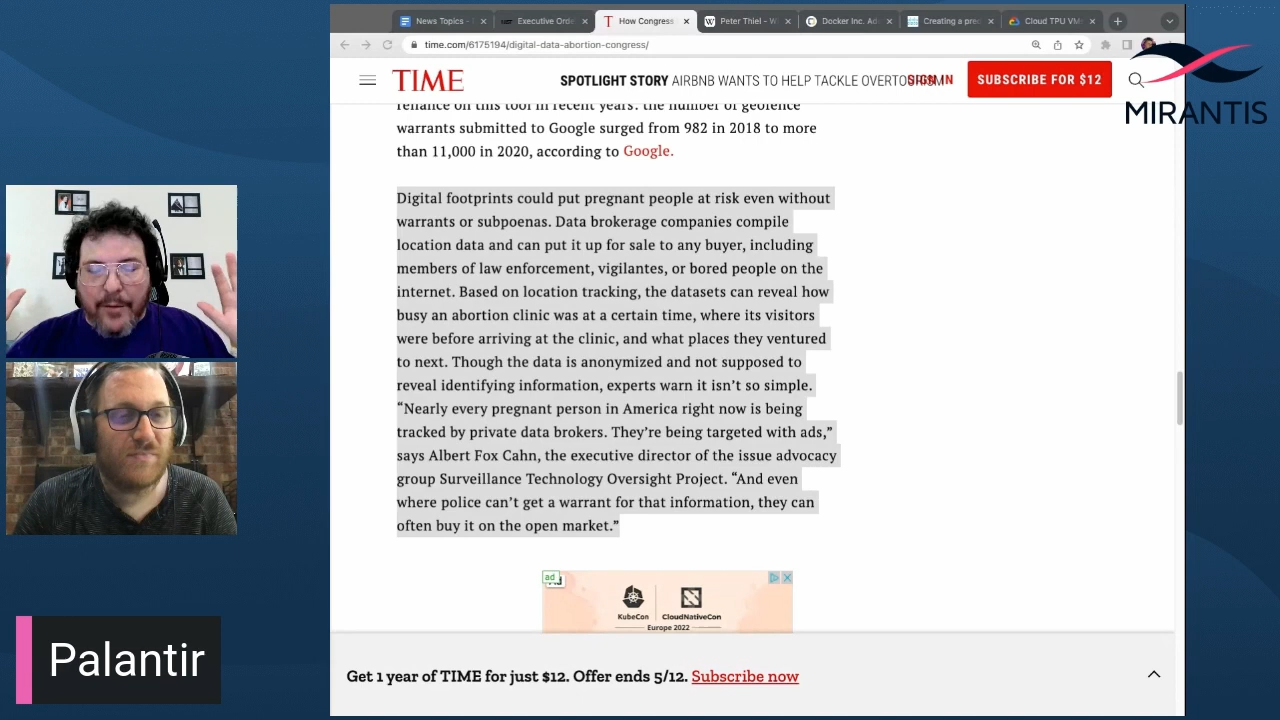 News Topics -
Executive Orde
How Congress
Peter Thiel - W
Docker Inc. Ad
Creating a prec
Cloud TPU VMs
time.com/6175194/digital-data-abortion-congress/
TIME
SPOTLIGHT STORY AIRBNB WANTS TO HELP TACKLE OVERTOURISM
SIGN IN
SUBSCRIBE FOR $12
MIRANTIS
reliance on this tool in recent years: the number of geofence
warrants submitted to Google surged from 982 in 2018 to more
than 11,000 in 2020, according to Google.
Digital footprints could put pregnant people at risk even without
warrants or subpoenas. Data brokerage companies compile
location data and can put it up for sale to any buyer, including
members of law enforcement, vigilantes, or bored people on the
internet. Based on location tracking, the datasets can reveal how
busy an abortion clinic was at a certain time, where its visitors
were before arriving at the clinic, and what places they ventured
to next. Though the data is anonymized and not supposed to
reveal identifying information, experts warn it isn’t so simple.
“Nearly every pregnant person in America right now is being
tracked by private data brokers. They’re being targeted with ads,”
says Albert Fox Cahn, the executive director of the issue advocacy
group Surveillance Technology Oversight Project. “And even
where police can’t get a warrant for that information, they can
often buy it on the open market.”
ad
KubeCon
CloudNativeCon
Europe 2022
Palantir
Get 1 year of TIME for just $12. Offer ends 5/12. Subscribe now